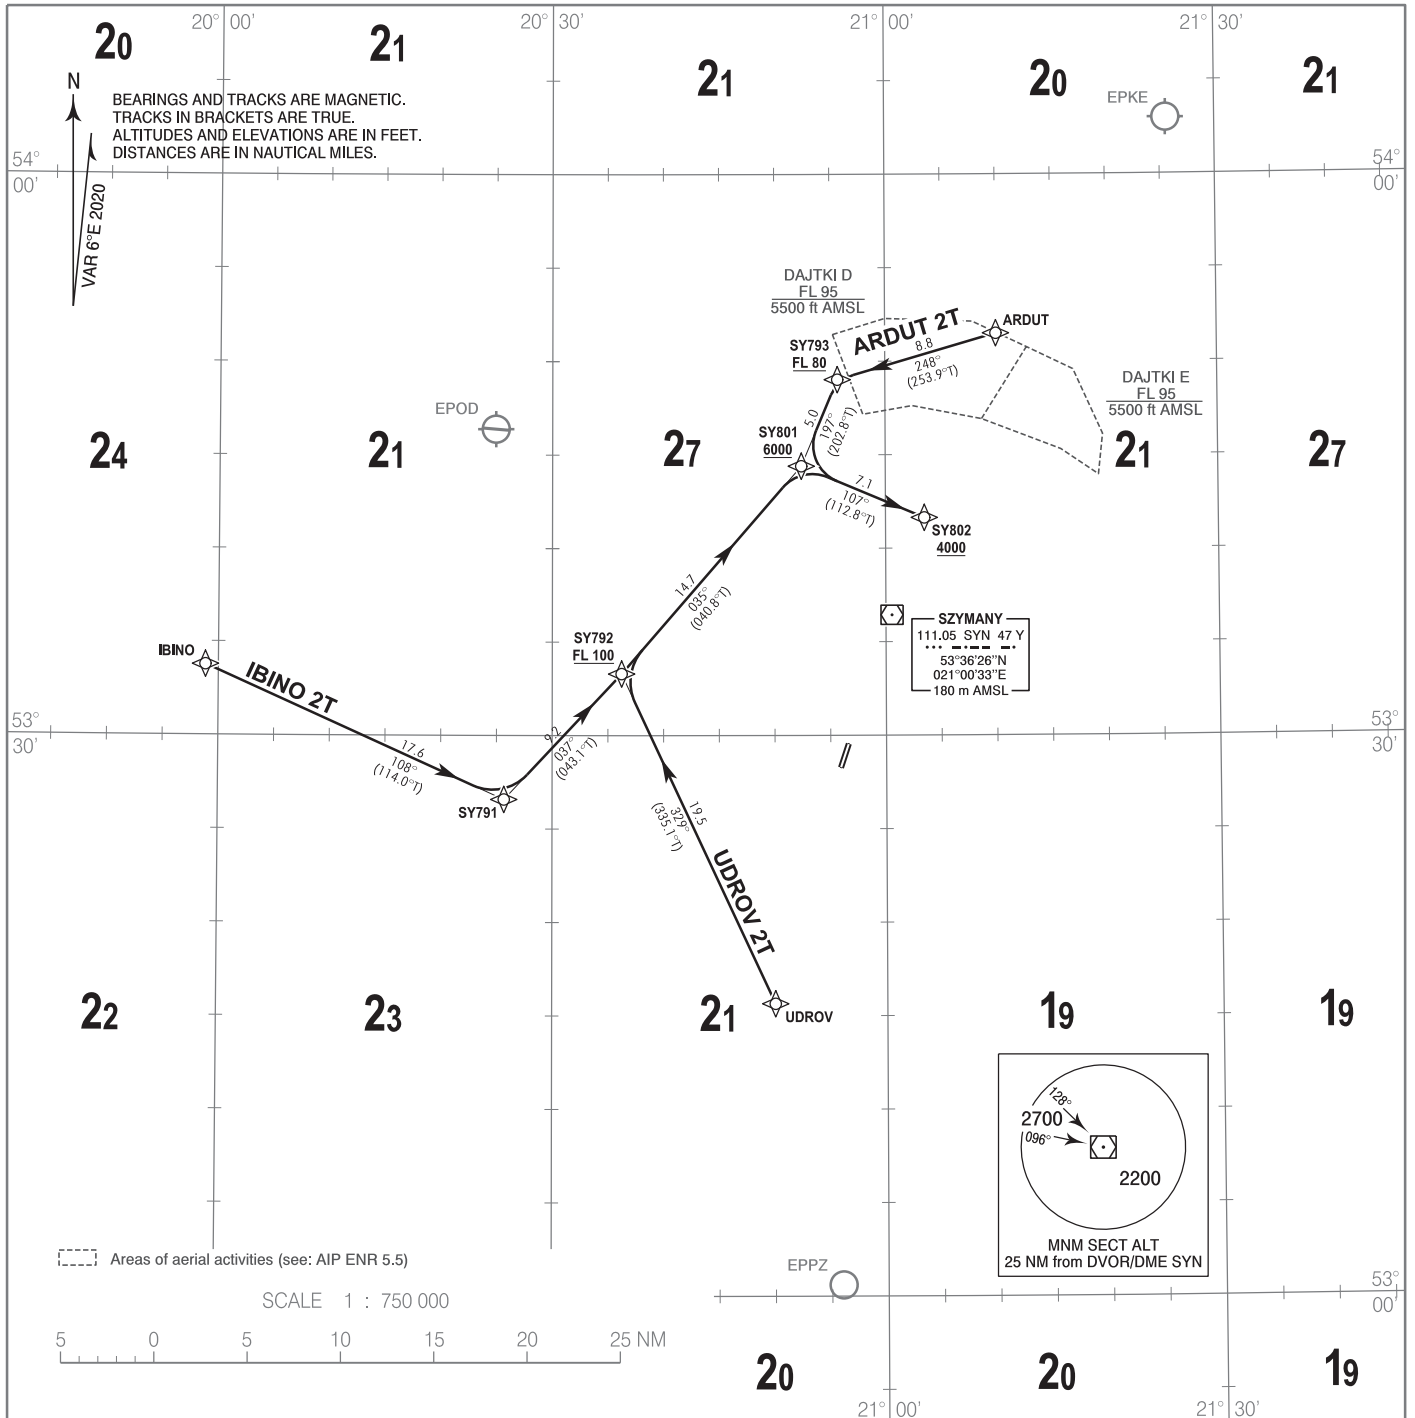 20° 00'
20° 30'
21° 00'
21° 30'
20
21
21
20
21
N
BEARINGS AND TRACKS ARE MAGNETIC.
TRACKS IN BRACKETS ARE TRUE.
ALTITUDES AND ELEVATIONS ARE IN FEET.
DISTANCES ARE IN NAUTICAL MILES.
VAR 6°E 2020
EPKE
54°
00'
54°
00'
DAJTKI D
FL 95
5500 ft AMSL
ARDUT 2T
ARDUT
8.8
248°
(253.9°T)
SY793
FL 80
DAJTKI E
FL 95
5500 ft AMSL
EPOD
5.0
197°
(202.8°T)
SY801
6000
24
21
27
21
27
7.1
107°
(112.8°T)
SY802
4000
14.7
035°
(040.8°T)
SZYMANY
111.05 SYN 47 Y
53°36'26"N
021°00'33"E
180 m AMSL
SY792
FL 100
IBINO
IBINO 2T
53°
30'
53°
30'
17.6
108°
(114.0°T)
9.2
037°
(043.1°T)
SY791
19.5
329°
(335.1°T)
UDROV 2T
UDROV
22
23
21
19
19
128°
2700
096°
2200
MNM SECT ALT
25 NM from DVOR/DME SYN
Areas of aerial activities (see: AIP ENR 5.5)
EPPZ
53°
00'
SCALE 1 : 750 000
5 0 5 10 15 20 25 NM
20
20
19
21° 00'
21° 30'